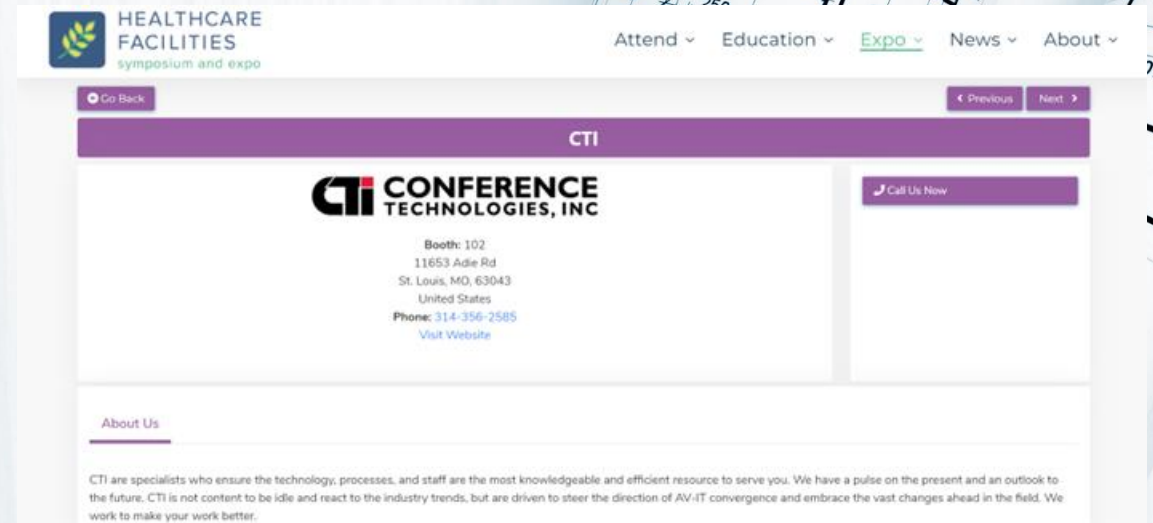 HEALTHCARE
FACILITIES
symposium and expo
Attend Education Expo News About
Go Back
Previous Next
CTI
CTi CONFERENCE
TECHNOLOGIES, INC
Call Us Now
Booth: 102
11653 Adie Rd
St. Louis, MO, 63043
United States
Phone: 314-356-2585
Visit Website
About Us
CTI are specialists who ensure the technology, processes, and staff are the most knowledgeable and efficient resource to serve you. We have a pulse on the present and an outlook to
the future. CTI is not content to be idle and react to the industry trends, but are driven to steer the direction of AV-IT convergence and embrace the vast changes ahead in the field. We
work to make your work better.